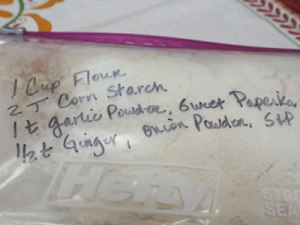 1 Cup Flour
2 T Corn Starch
1 t garlic Powder, Sweet Paprika
1/2 t Ginger, onion Powder, S+P
Hefty